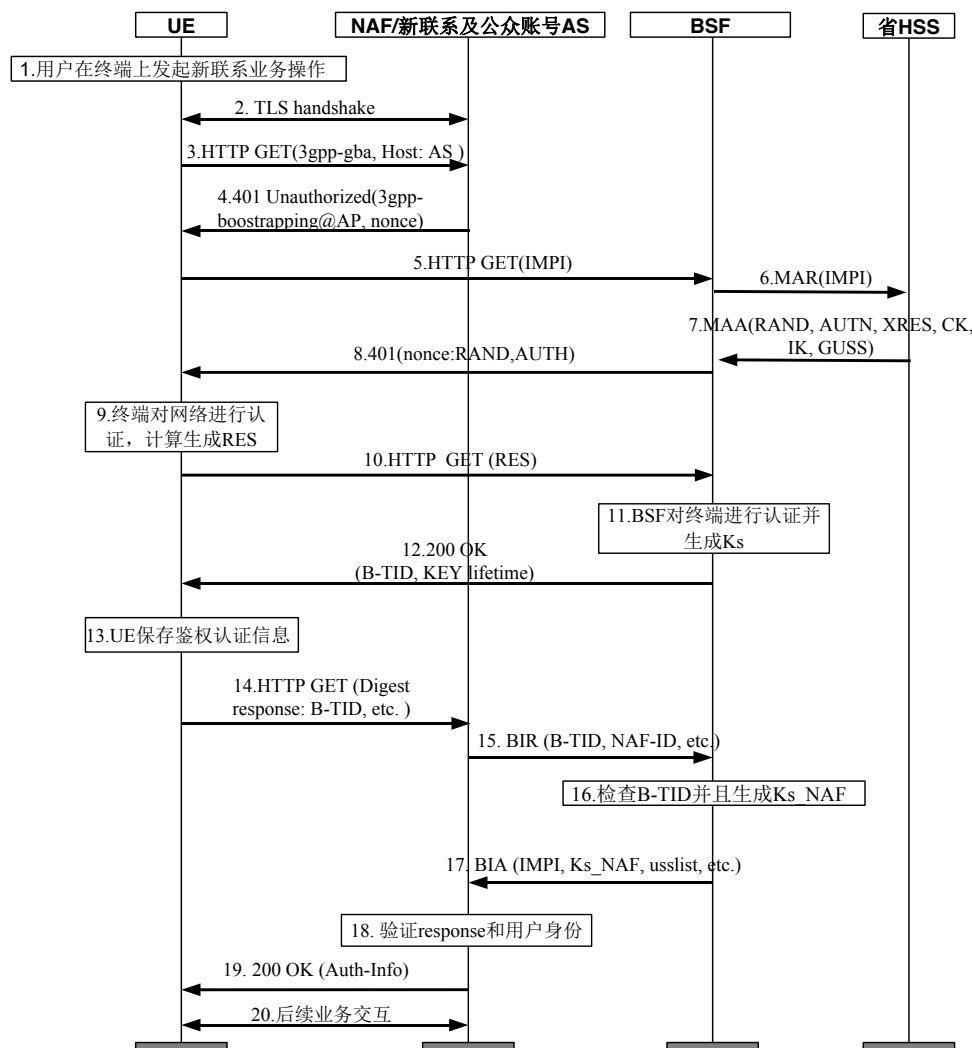 UE
NAF/新联系及公众账号AS
BSF
省HSS
1.用户在终端上发起新联系业务操作
2. TLS handshake
3.HTTP GET(3gpp-gba, Host: AS )
4.401 Unauthorized(3gpp-
boostrapping@AP, nonce)
5.HTTP GET(IMPI)
6.MAR(IMPI)
7.MAA(RAND, AUTN, XRES, CK,
IK, GUSS)
8.401(nonce:RAND,AUTH)
9.终端对网络进行认
证，计算生成RES
10.HTTP GET (RES)
11.BSF对终端进行认证并
生成Ks
12.200 OK
(B-TID, KEY lifetime)
13.UE保存鉴权认证信息
14.HTTP GET (Digest
response: B-TID, etc. )
15. BIR (B-TID, NAF-ID, etc.)
16.检查B-TID并且生成Ks_NAF
17. BIA (IMPI, Ks_NAF, usslist, etc.)
18. 验证response和用户身份
19. 200 OK (Auth-Info)
20.后续业务交互